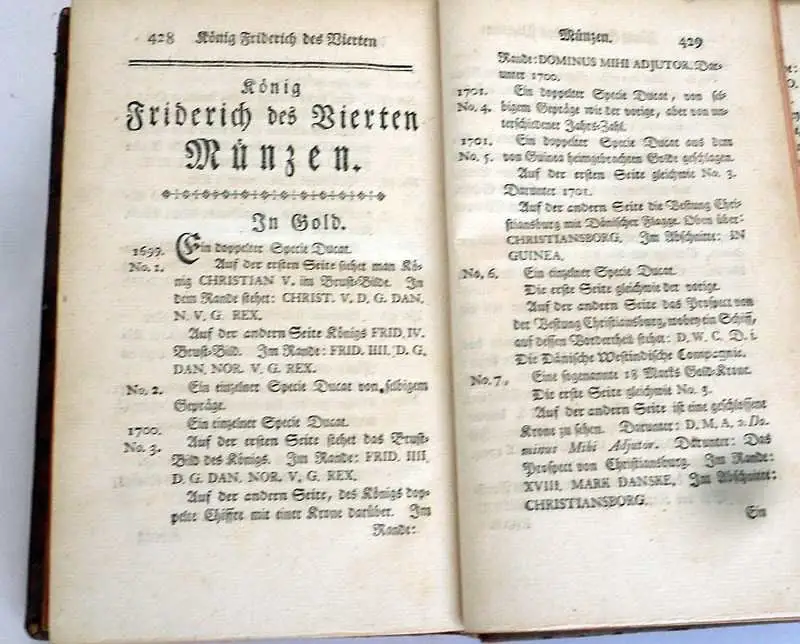 428 König Friderich des Vierten
König
Friderich des Vierten
Münzen.
In Gold.
1699. Ein doppelter Specie Ducat.
No. 1. Auf der ersten Seite siehet man Kö-
nig CHRISTIAN V. im Brust-Bilde. In
dem Rande stehet: CHRIST. V. D. G. DAN.
N. V. G. REX.
Auf der andern Seite Königs FRID. IV.
Brust-Bild. Im Rande: FRID. IIII. D. G.
DAN. NOR. V. G. REX.
No. 2. Ein einzelner Specie Ducat von selbigem
Gepräge.
1700. Ein einzelner Specie Ducat.
No. 3. Auf der ersten Seite stehet das Brust-
Bild des Königs. Im Rande: FRID. IIII.
D. G. DAN. NOR. V. G. REX.
Auf der andern Seite, des Königs dop-
pelte Chiffre mit einer Krone darüber. Im
Rande:
Münzen. 429
Rande: DOMINUS MIHI ADJUTOR. Dar-
unter 1700.
1701. Ein doppelter Specie Ducat, von sel-
No. 4. bigem Gepräge wie der vorige, aber von un-
terschiedener Jahrs-Zahl.
1701. Ein doppelter Specie Ducat aus dem
No. 5. von Guinea heimgebrachten Golde geschlagen.
Auf der ersten Seite gleichwie No. 3.
Darunter 1701.
Auf der andern Seite die Vestung Chris-
stiansburg mit Dänischer Flagge. Oben über:
CHRISTIANSBORG. Im Abschnitte: IN
GUINEA.
No. 6. Ein einzelner Specie Ducat.
Die erste Seite gleichwie der vorige.
Auf der andern Seite das Prospect von
der Vestung Christiansburg, wobey ein Schiff,
auf dessen Vordertheil stehet: D. W. C. D. i.
Die Dänische Westindische Compagnie.
No. 7. Eine sogenannte 18 Marks Gold-Krone.
Die erste Seite gleichwie No. 3.
Auf der andern Seite ist eine geschlossene
Krone zu sehen. Darunter: D. M. A. ɔ. Do-
minus Mihi Adjutor. Darunter: Das
Prospect von Christiansburg. Im Rande:
XVIII. MARK DANSKE. Im Abschnitte:
CHRISTIANSBORG.
Ein